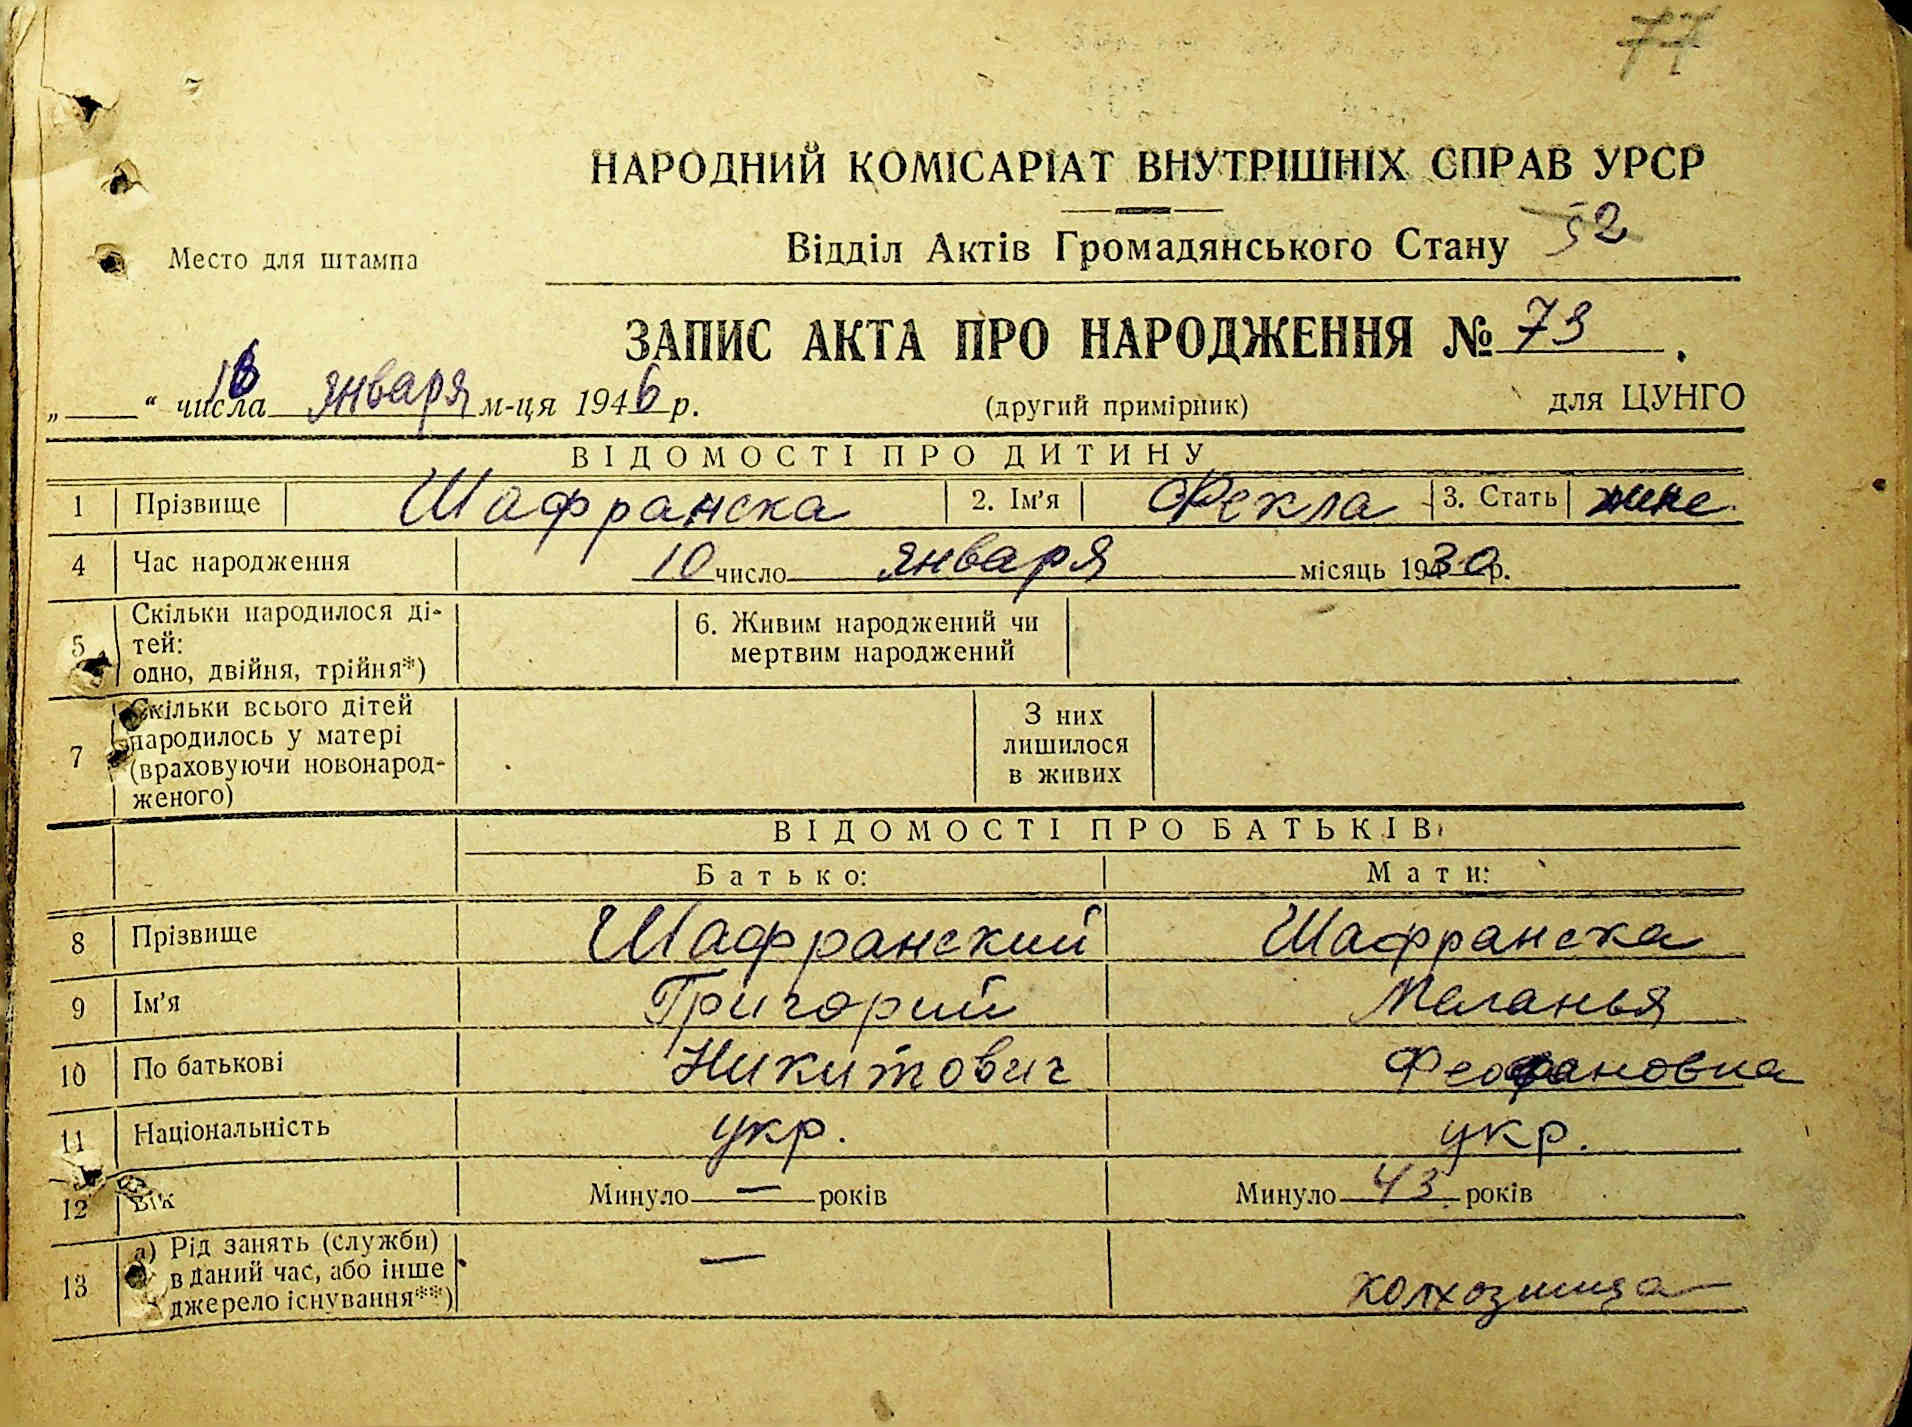 77
НАРОДНИЙ КОМІСАРІАТ ВНУТРІШНІХ СПРАВ УРСР
Відділ Актів Громадянського Стану 52
Место для штампа
ЗАПИС АКТА ПРО НАРОДЖЕННЯ № 73.
„ “ числа января м-ця 1946 р. (другий примірник) для ЦУНГО
ВІДОМОСТІ ПРО ДИТИНУ
1 Прізвище Шафранска 2. Ім'я Фекла 3. Стать жене
4 Час народження 10 число января місяць 1930 р.
5 Скільки народилося ді-
тей:
одно, двійня, трійня*)
6. Живим народжений чи
мертвим народжений
7 Скільки всього дітей
народилось у матері
(враховуючи новонарод-
женого)
З них
лишилося
в живих
ВІДОМОСТІ ПРО БАТЬКІВ
Батько: Мати:
8 Прізвище Шафранский Шафранска
9 Ім'я Григорий Меланья
10 По батькові Никитович Феофановна
11 Національність укр. укр.
12 Вік Минуло — років Минуло 43 років
13 а) Рід занять (служби)
в даний час, або інше
джерело існування**)
— колхозница